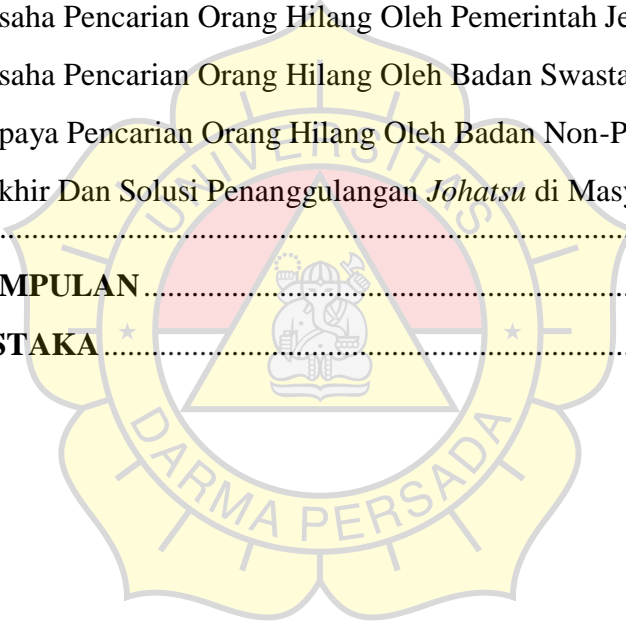 saha Pencarian Orang Hilang Oleh Pemerintah Je
saha Pencarian Orang Hilang Oleh Badan Swasta
paya Pencarian Orang Hilang Oleh Badan Non-P
khir Dan Solusi Penanggulangan Johatsu di Masy
................................................................................
MPULAN................................................................
STAKA....................................................................
UNIVERSITAS
DARMA PERSADA